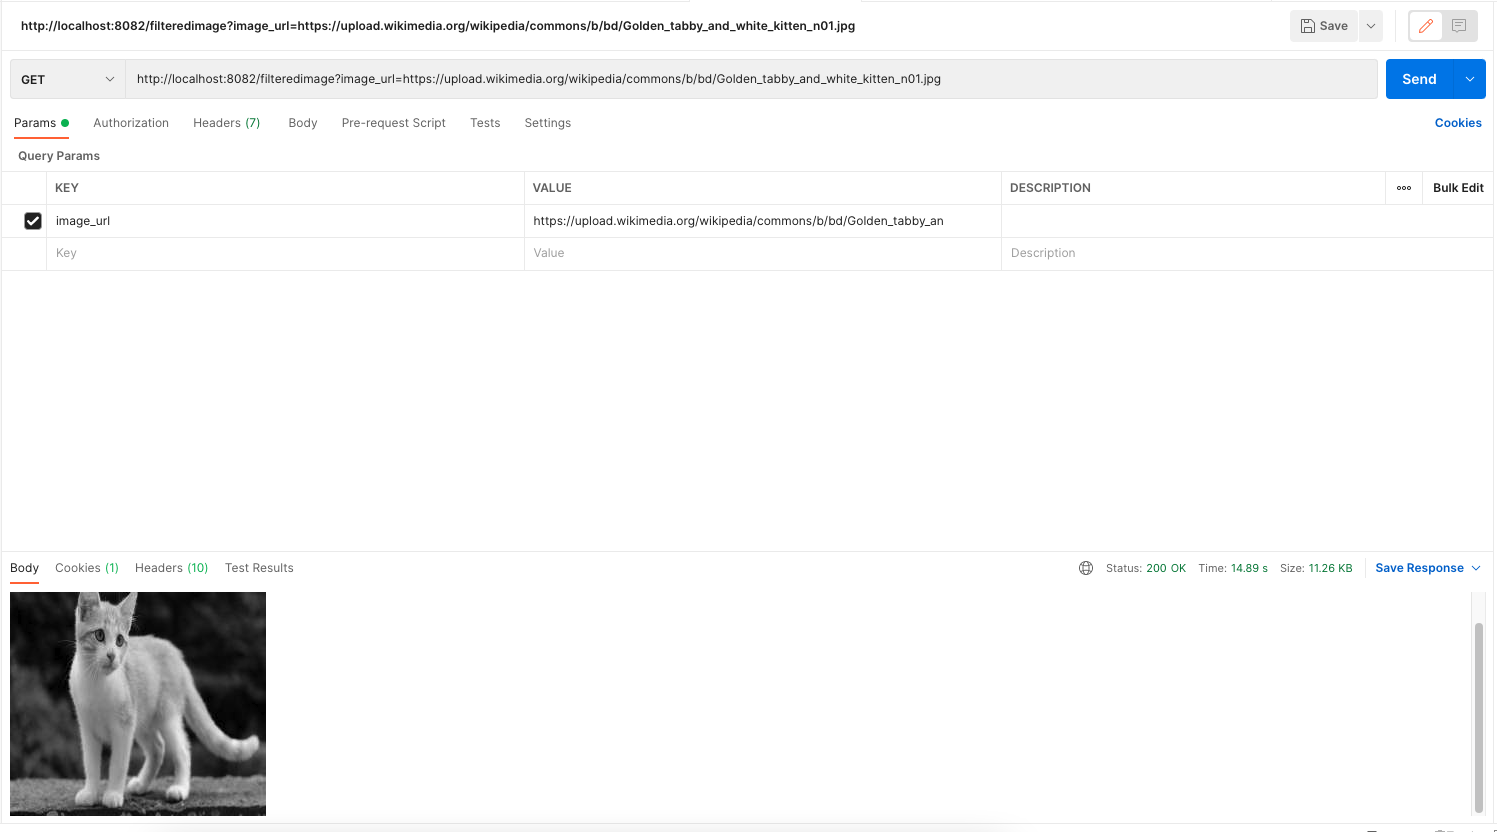 http://localhost:8082/filteredimage?image_url=https://upload.wikimedia.org/wikipedia/commons/b/bd/Golden_tabby_and_white_kitten_n01.jpg
Save
GET
http://localhost:8082/filteredimage?image_url=https://upload.wikimedia.org/wikipedia/commons/b/bd/Golden_tabby_and_white_kitten_n01.jpg
Send
Params Authorization Headers (7) Body Pre-request Script Tests Settings Cookies
Query Params
KEY VALUE DESCRIPTION Bulk Edit
image_url https://upload.wikimedia.org/wikipedia/commons/b/bd/Golden_tabby_an
Key Value Description
Body Cookies (1) Headers (10) Test Results Status: 200 OK Time: 14.89 s Size: 11.26 KB Save Response